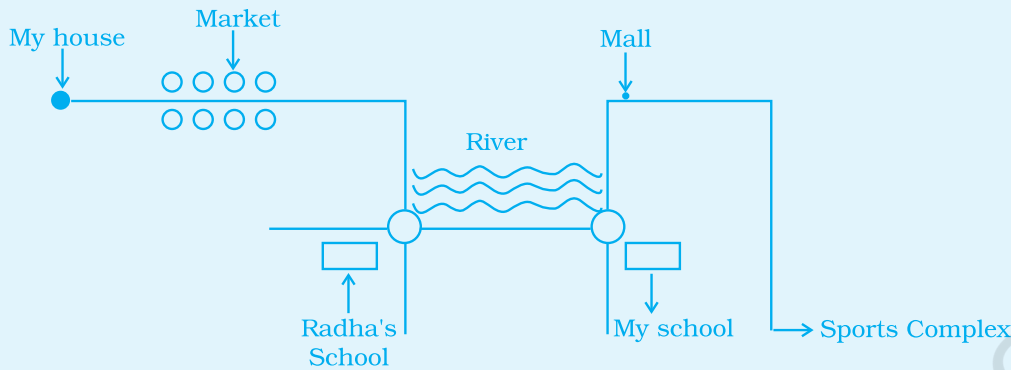 Market
My house
Mall
River
Radha's
School
My school
Sports Complex